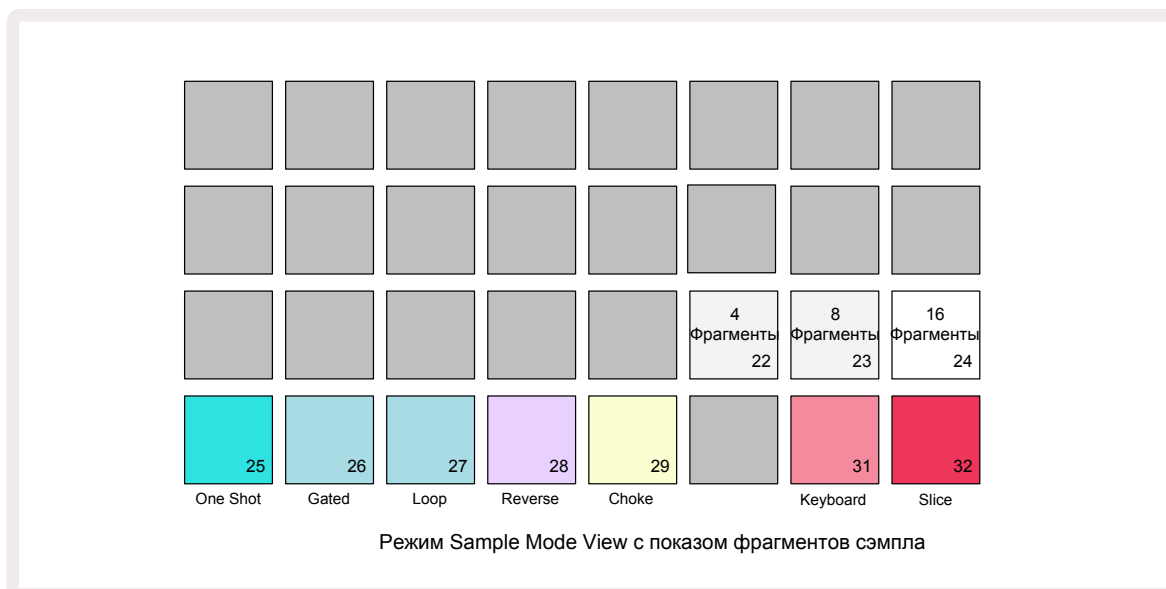 4 8 16
Фрагменты Фрагменты Фрагменты
22 23 24
25 26 27 28 29 31 32
One Shot Gated Loop Reverse Choke Keyboard Slice
Режим Sample Mode View с показом фрагментов сэмпла